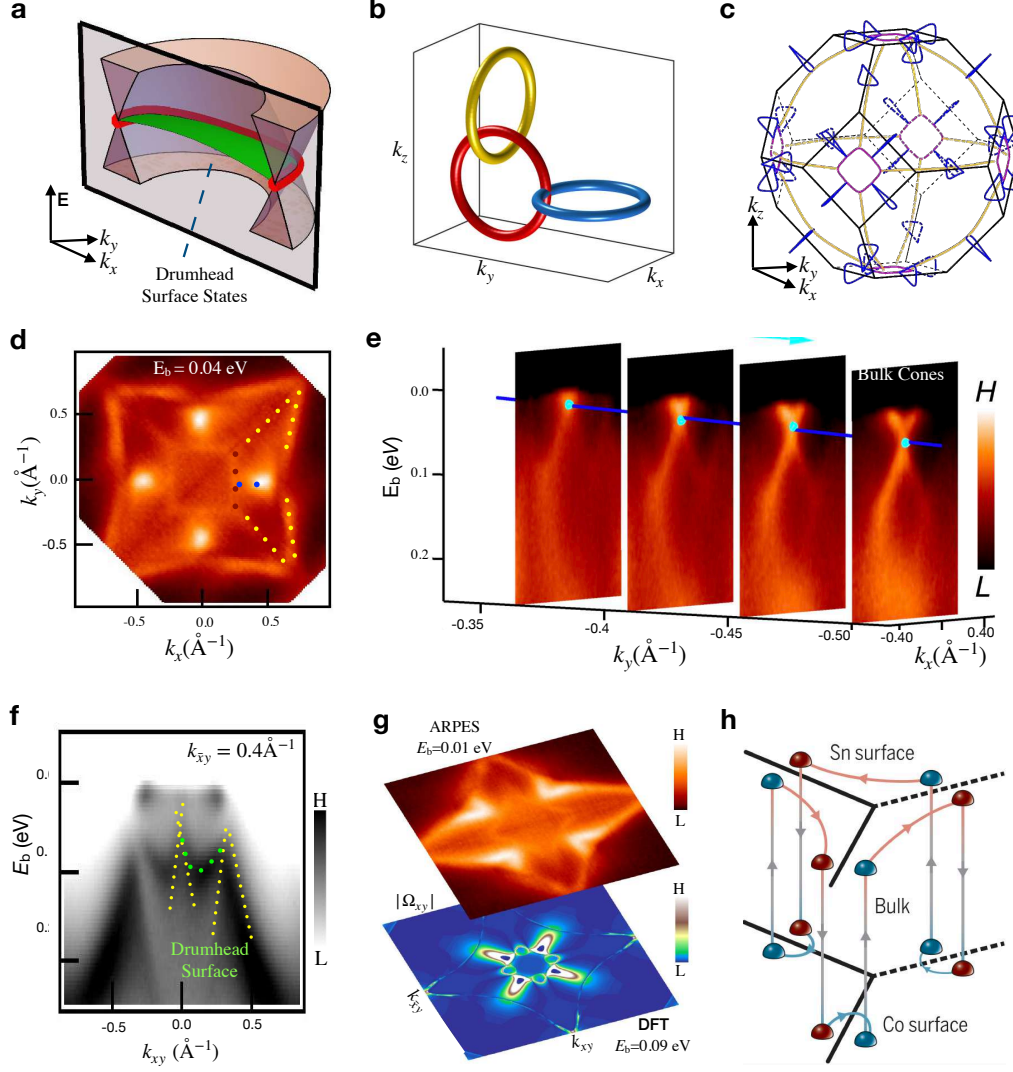 a
E
k_y
k_x
Drumhead
Surface States
b
k_z
k_y
k_x
c
k_z
k_y
k_x
d
E_b = 0.04 eV
k_y(Å⁻¹)
0.5
0.0
-0.5
-0.5
0.0
0.5
k_x(Å⁻¹)
e
Bulk Cones
H
L
E_b (eV)
0.0
0.1
0.2
-0.35
-0.4
-0.45
-0.50
-0.40
0.40
k_y(Å⁻¹)
k_x(Å⁻¹)
f
k_x̄y = 0.4Å⁻¹
E_b (eV)
0.
0.
0.
H
L
Drumhead
Surface
-0.5
0.0
0.5
k_xy (Å⁻¹)
g
ARPES
E_b=0.01 eV
H
L
|Ω_xy|
H
L
k_x̄y
k_xy
DFT
E_b=0.09 eV
h
Sn surface
Bulk
Co surface